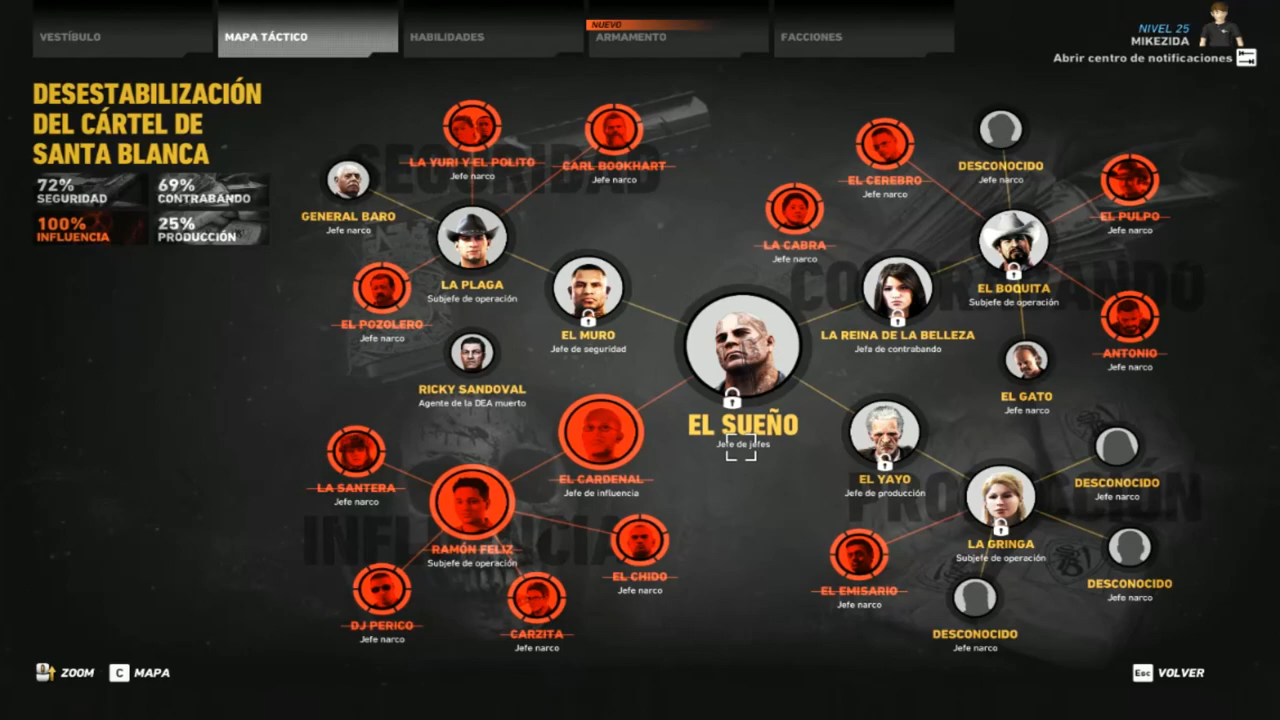 VESTÍBULO
MAPA TÁCTICO
HABILIDADES
NUEVO
ARMAMENTO
FACCIONES
NIVEL 25
MIKEZIDA
Abrir centro de notificaciones
DESESTABILIZACIÓN
DEL CÁRTEL DE
SANTA BLANCA
72%
SEGURIDAD
69%
CONTRABANDO
100%
INFLUENCIA
25%
PRODUCCIÓN
SEGURIDAD
CONTRABANDO
INFLUENCIA
PRODUCCIÓN
LA YURI Y EL POLITO
Jefe narco
CARL BOOKHART
Jefe narco
GENERAL BARO
Jefe narco
LA PLAGA
Subjefe de operación
EL POZOLERO
Jefe narco
EL MURO
Jefe de seguridad
RICKY SANDOVAL
Agente de la DEA muerto
EL CEREBRO
Jefe narco
DESCONOCIDO
Jefe narco
EL PULPO
Jefe narco
LA CABRA
Jefe narco
EL BOQUITA
Subjefe de operación
LA REINA DE LA BELLEZA
Jefa de contrabando
ANTONIO
Jefe narco
EL GATO
Jefe narco
EL SUEÑO
Jefe de jefes
LA SANTERA
Jefe narco
EL CARDENAL
Jefe de influencia
RAMÓN FELIZ
Subjefe de operación
EL CHIDO
Jefe narco
DJ PERICO
Jefe narco
CARZITA
Jefe narco
EL YAYO
Jefe de producción
DESCONOCIDO
Jefe narco
LA GRINGA
Subjefe de operación
EL EMISARIO
Jefe narco
DESCONOCIDO
Jefe narco
DESCONOCIDO
Jefe narco
ZOOM
C MAPA
Esc VOLVER